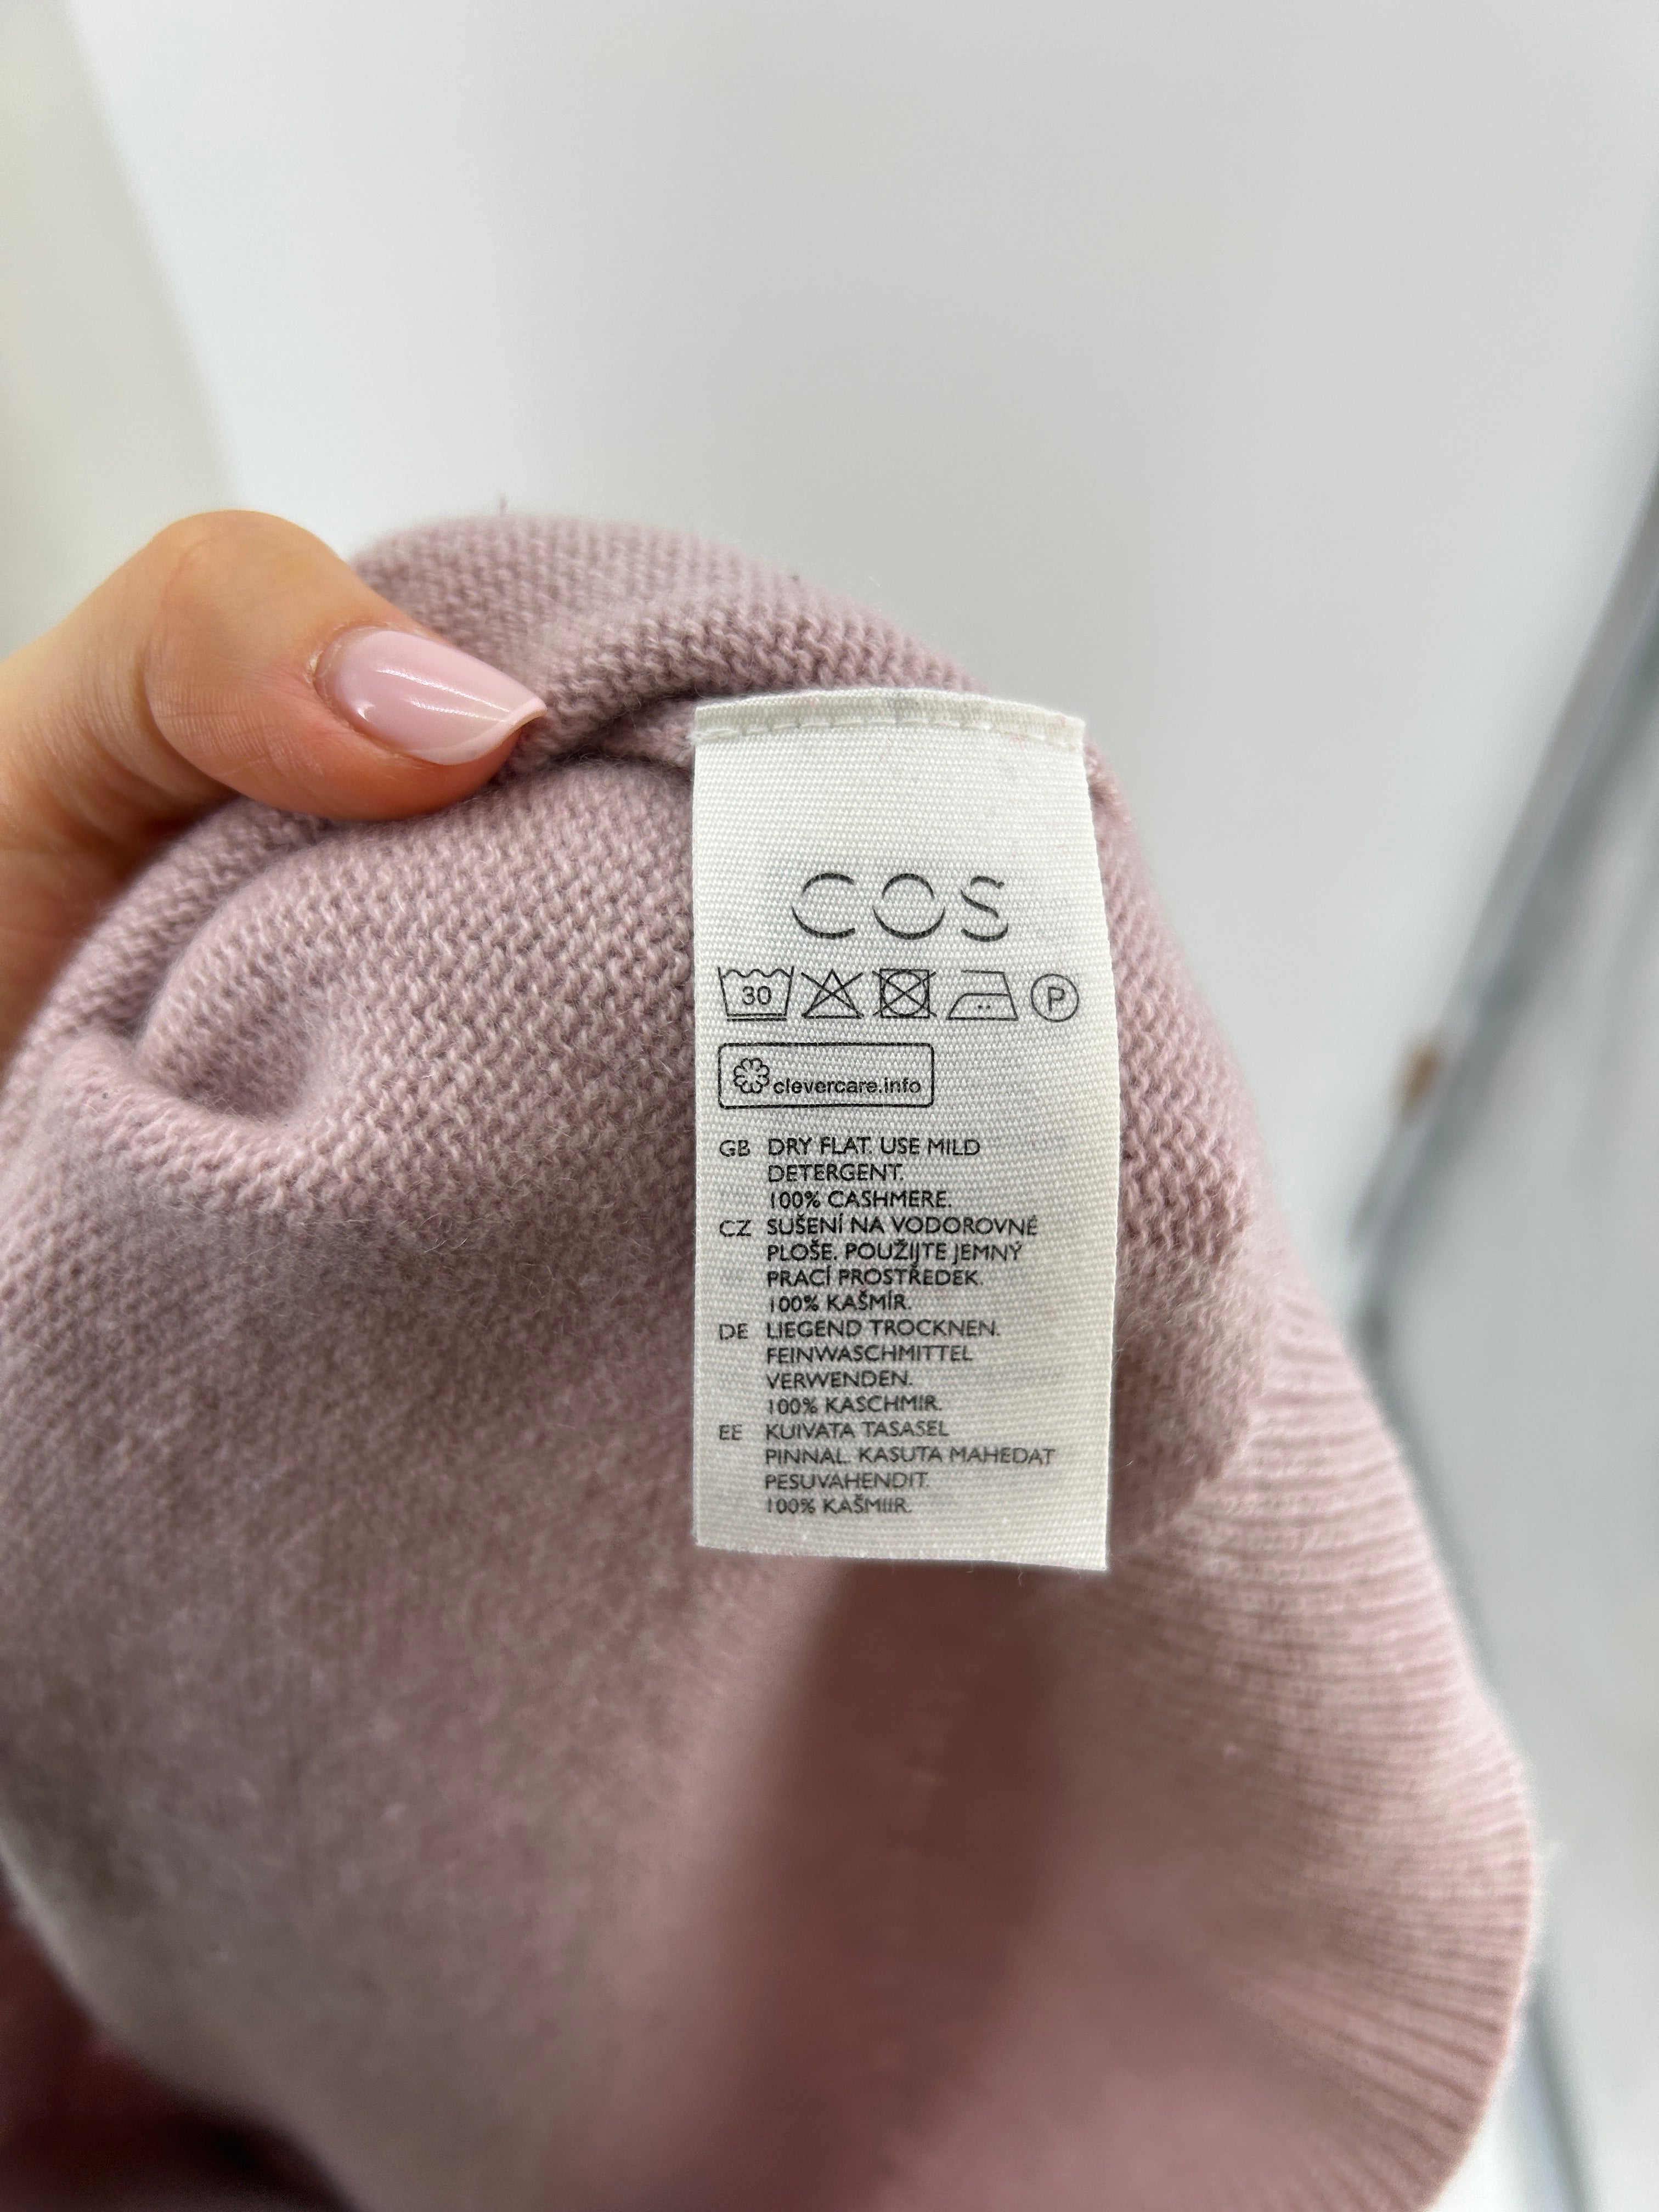 COS
30
P
clevercare.info
GB DRY FLAT. USE MILD
DETERGENT.
100% CASHMERE.
CZ SUŠENÍ NA VODOROVNÉ
PLOŠE. POUŽIJTE JEMNÝ
PRACÍ PROSTŘEDEK.
100% KAŠMÍR.
DE LIEGEND TROCKNEN.
FEINWASCHMITTEL
VERWENDEN.
100% KASCHMIR.
EE KUIVATA TASASEL
PINNAL. KASUTA MAHEDAT
PESUVAHENDIT.
100% KAŠMIIR.